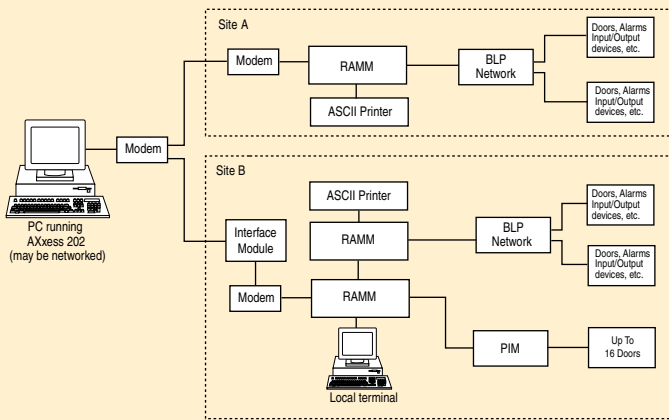 Site A
Modem
RAMM
ASCII Printer
BLP
Network
Doors, Alarms
Input/Output
devices, etc.
Doors, Alarms
Input/Output
devices, etc.
Modem
PC running
AXxess 202
(may be networked)
Site B
ASCII Printer
Interface
Module
RAMM
BLP
Network
Doors, Alarms
Input/Output
devices, etc.
Doors, Alarms
Input/Output
devices, etc.
Modem
RAMM
Local terminal
PIM
Up To
16 Doors